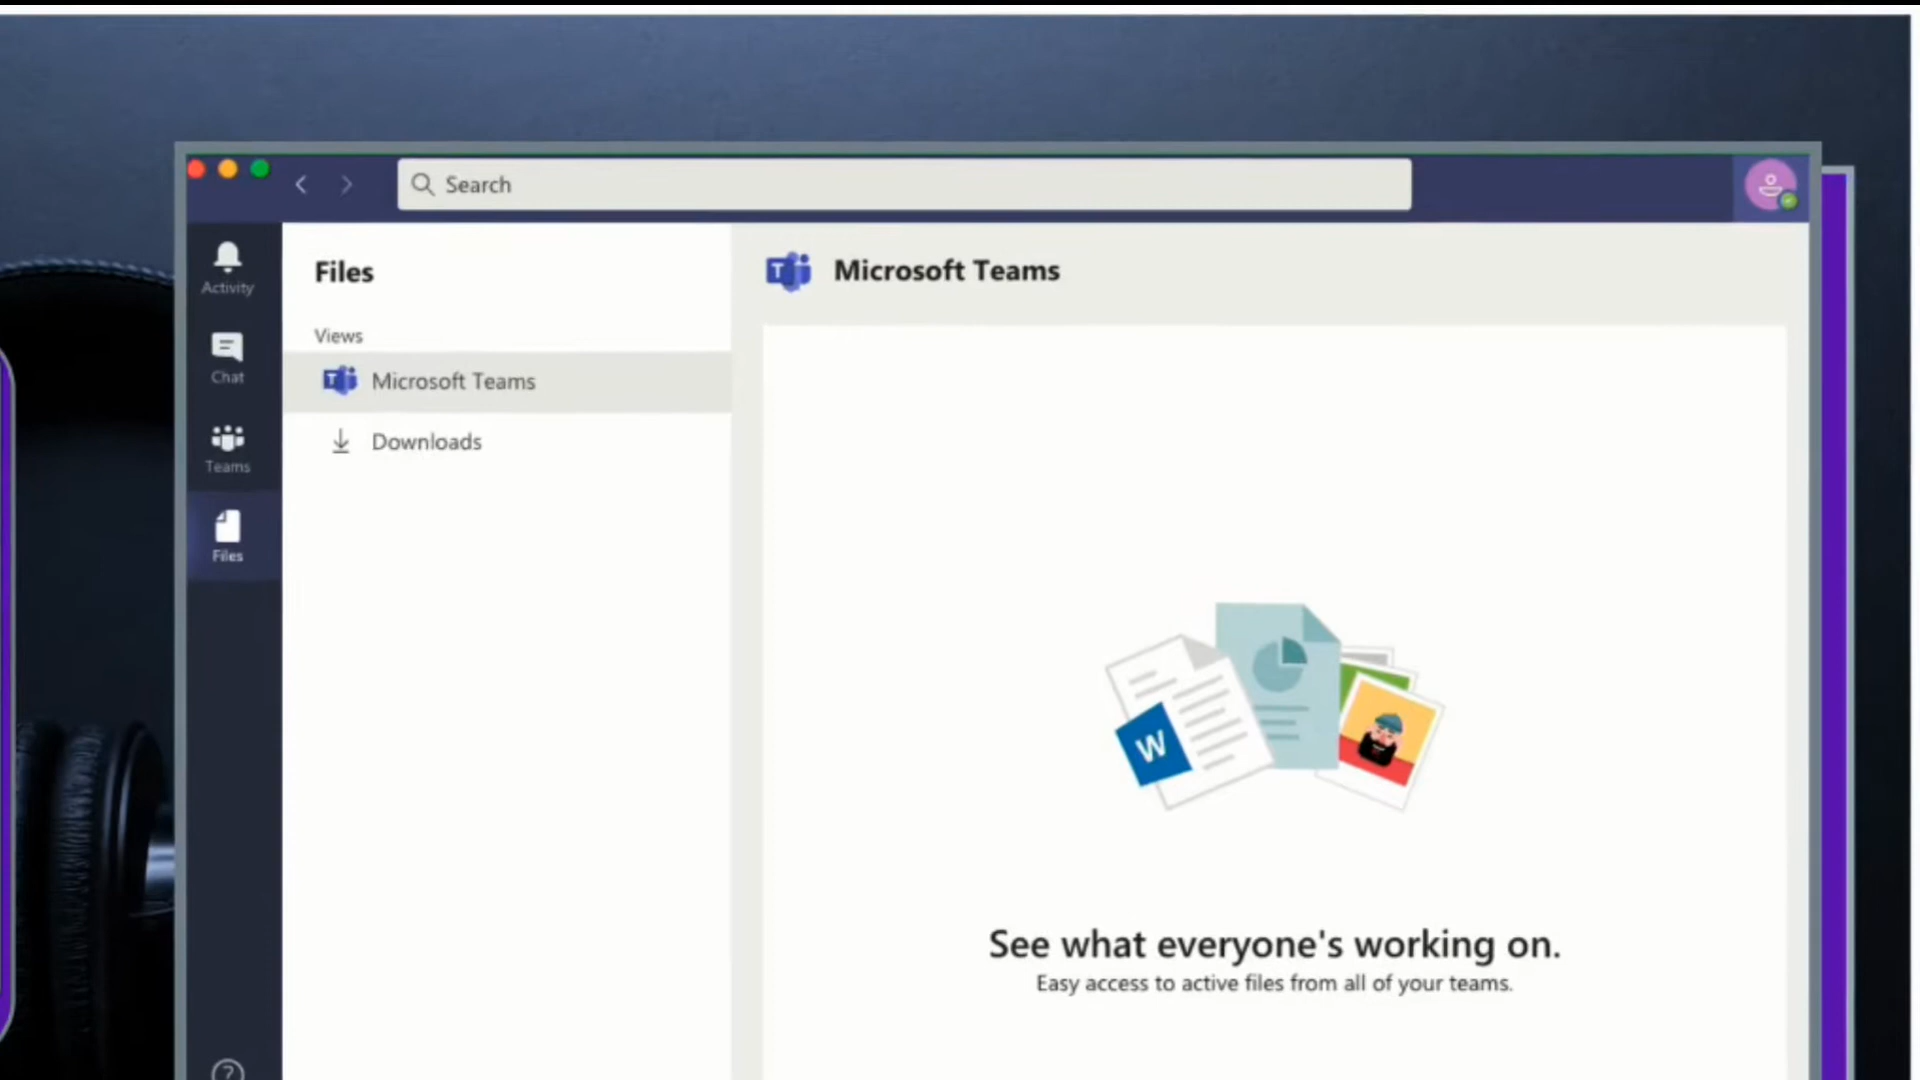 Search
Activity
Chat
Teams
Files
Files
Views
T Microsoft Teams
Downloads
T Microsoft Teams
W
See what everyone's working on.
Easy access to active files from all of your teams.
?